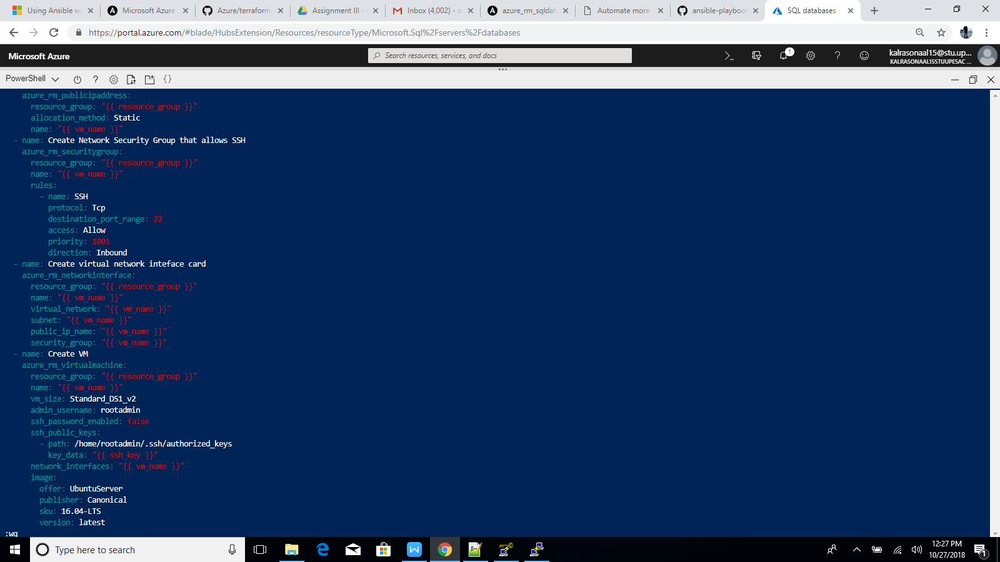 Using Ansible w
Microsoft Azure
Azure/terraform
Assignment III -
Inbox (4,002) - s
azure_rm_sqldat
Automate more
ansible-playboo
SQL databases -
https://portal.azure.com/#blade/HubsExtension/Resources/resourceType/Microsoft.Sql%2Fservers%2Fdatabases
Microsoft Azure
Search resources, services, and docs
1
kalrasonaal15@stu.up...
KALRASONAAL15STUUPESAC ...
PowerShell
? {}
azure_rm_publicipaddress:
resource_group: "{{ resource_group }}"
allocation_method: Static
name: "{{ vm_name }}"
- name: Create Network Security Group that allows SSH
azure_rm_securitygroup:
resource_group: "{{ resource_group }}"
name: "{{ vm_name }}"
rules:
- name: SSH
protocol: Tcp
destination_port_range: 22
access: Allow
priority: 1001
direction: Inbound
- name: Create virtual network inteface card
azure_rm_networkinterface:
resource_group: "{{ resource_group }}"
name: "{{ vm_name }}"
virtual_network: "{{ vm_name }}"
subnet: "{{ vm_name }}"
public_ip_name: "{{ vm_name }}"
security_group: "{{ vm_name }}"
- name: Create VM
azure_rm_virtualmachine:
resource_group: "{{ resource_group }}"
name: "{{ vm_name }}"
vm_size: Standard_DS1_v2
admin_username: rootadmin
ssh_password_enabled: false
ssh_public_keys:
- path: /home/rootadmin/.ssh/authorized_keys
key_data: "{{ ssh_key }}"
network_interfaces: "{{ vm_name }}"
image:
offer: UbuntuServer
publisher: Canonical
sku: 16.04-LTS
version: latest
:wq
Type here to search
12:27 PM
10/27/2018
1